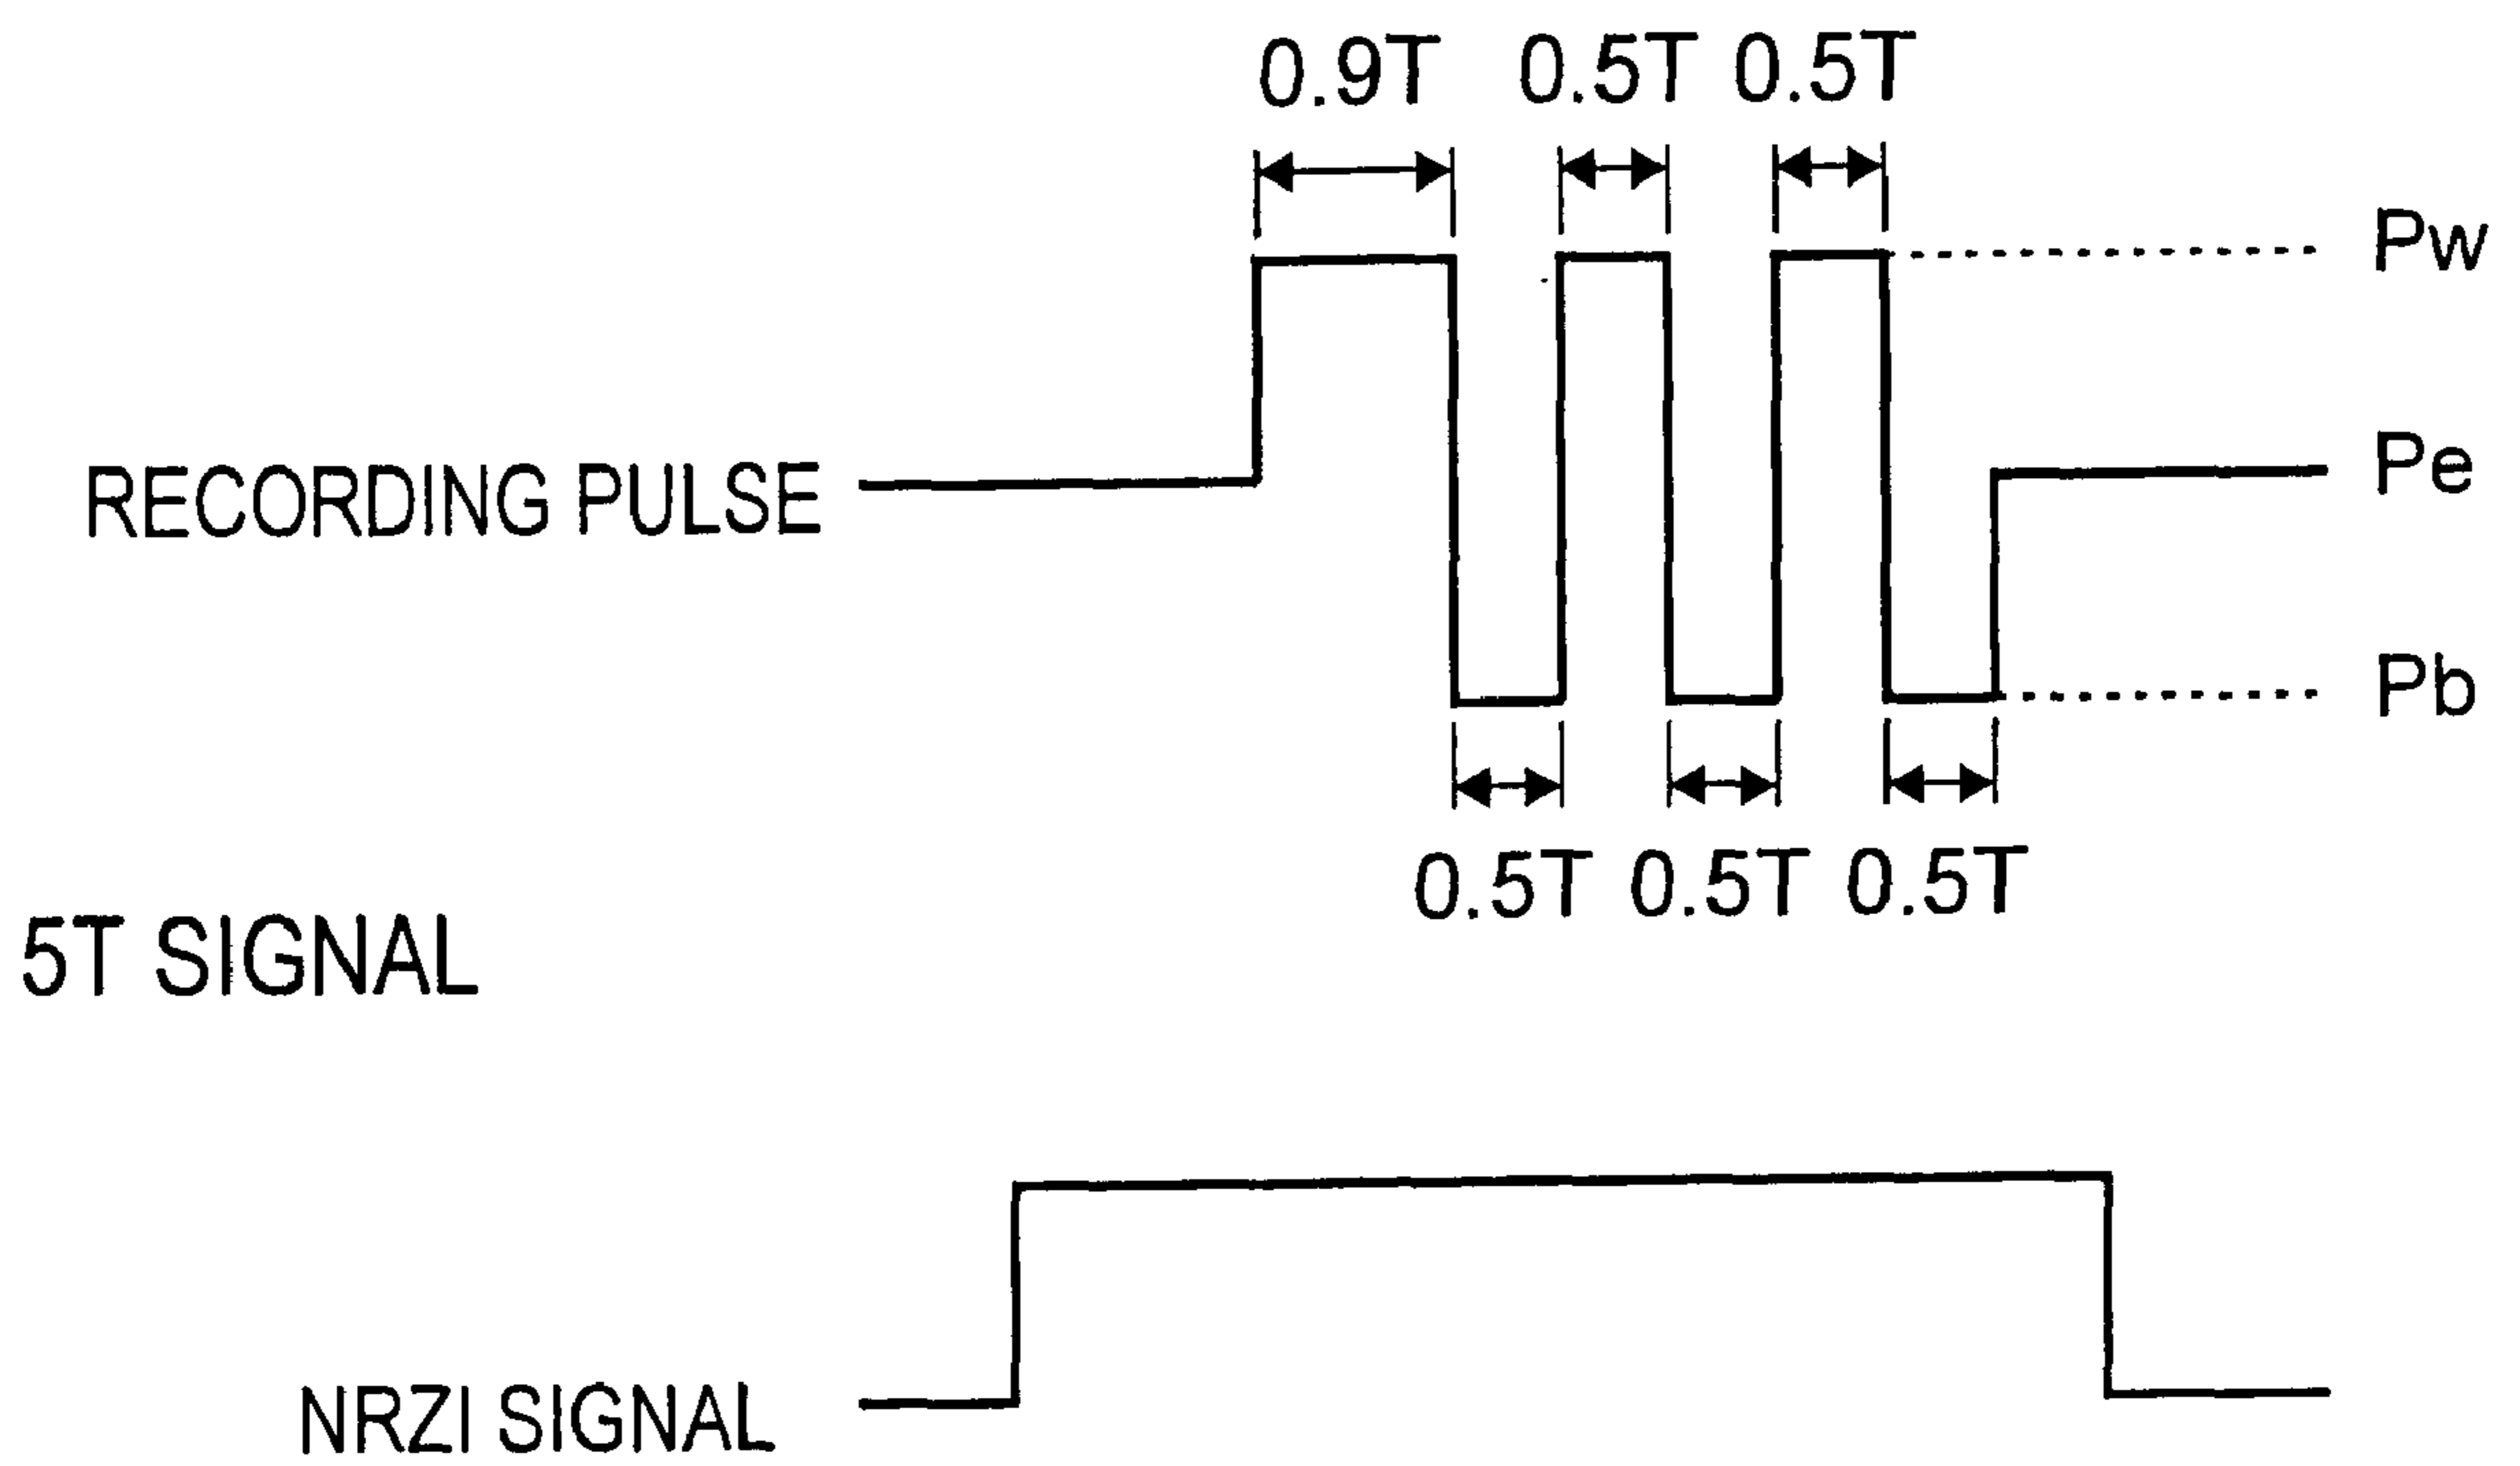 0.9T 0.5T 0.5T
Pw
RECORDING PULSE
Pe
Pb
0.5T 0.5T 0.5T
5T SIGNAL
NRZI SIGNAL